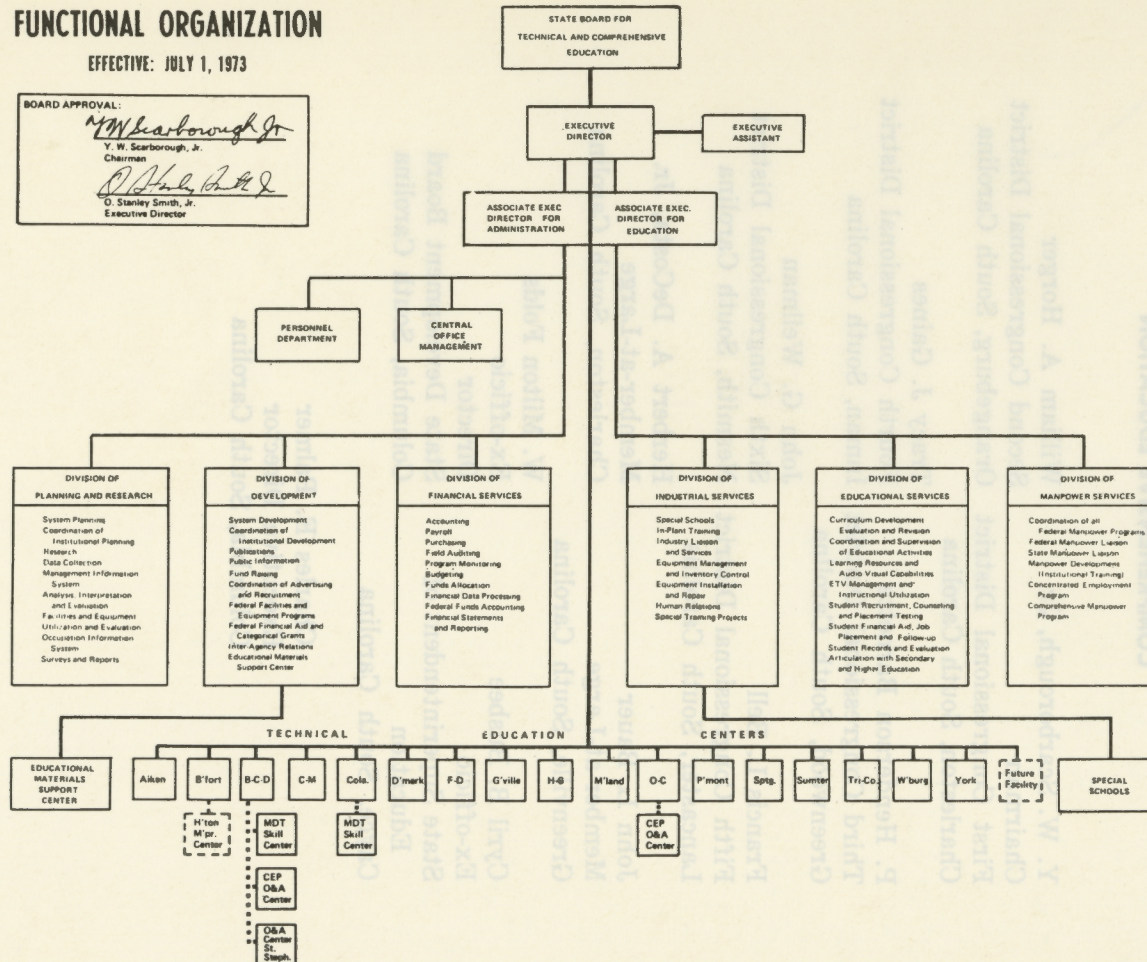 FUNCTIONAL ORGANIZATION
EFFECTIVE: JULY 1, 1973
BOARD APPROVAL:
Y W Scarborough Jr
Y. W. Scarborough, Jr.
Chairman
O. Stanley Smith Jr
O. Stanley Smith, Jr.
Executive Director
STATE BOARD FOR
TECHNICAL AND COMPREHENSIVE
EDUCATION
EXECUTIVE
DIRECTOR
EXECUTIVE
ASSISTANT
ASSOCIATE EXEC
DIRECTOR FOR
ADMINISTRATION
ASSOCIATE EXEC.
DIRECTOR FOR
EDUCATION
PERSONNEL
DEPARTMENT
CENTRAL
OFFICE
MANAGEMENT
DIVISION OF
PLANNING AND RESEARCH
System Planning
Coordination of
Institutional Planning
Research
Data Collection
Management Information
System
Analysis, Interpretation
and Evaluation
Facilities and Equipment
Utilization and Evaluation
Occupation Information
System
Surveys and Reports
DIVISION OF
DEVELOPMENT
System Development
Coordination of
Institutional Development
Publications
Public Information
Fund Raising
Coordination of Advertising
and Recruitment
Federal Facilities and
Equipment Programs
Federal Financial Aid and
Categorical Grants
Inter-Agency Relations
Educational Materials
Support Center
DIVISION OF
FINANCIAL SERVICES
Accounting
Payroll
Purchasing
Field Auditing
Program Monitoring
Budgeting
Funds Allocation
Financial Data Processing
Federal Funds Accounting
Financial Statements
and Reporting
DIVISION OF
INDUSTRIAL SERVICES
Special Schools
In-Plant Training
Industry Liaison
and Services
Equipment Management
and Inventory Control
Equipment Installation
and Repair
Human Relations
Special Training Projects
DIVISION OF
EDUCATIONAL SERVICES
Curriculum Development
Evaluation and Revision
Coordination and Supervision
of Educational Activities
Learning Resources and
Audio Visual Capabilities
ETV Management and
Instructional Utilization
Student Recruitment, Counseling
and Placement Testing
Student Financial Aid, Job
Placement and Follow-up
Student Records and Evaluation
Articulation with Secondary
and Higher Education
DIVISION OF
MANPOWER SERVICES
Coordination of all
Federal Manpower Programs
Federal Manpower Liaison
State Manpower Liaison
Manpower Development
(Institutional Training)
Concentrated Employment
Program
Comprehensive Manpower
Program
TECHNICAL EDUCATION CENTERS
EDUCATIONAL
MATERIALS
SUPPORT
CENTER
Aiken
B'fort
B-C-D
C-M
Cola.
D'mark
F-D
G'ville
H-G
M'land
O-C
P'mont
Sptg.
Sumter
Tri-Co.
W'burg
York
Future
Facility
SPECIAL
SCHOOLS
H'ton
M'pr.
Center
MDT
Skill
Center
MDT
Skill
Center
CEP
O&A
Center
CEP
O&A
Center
O&A
Center
St.
Steph.